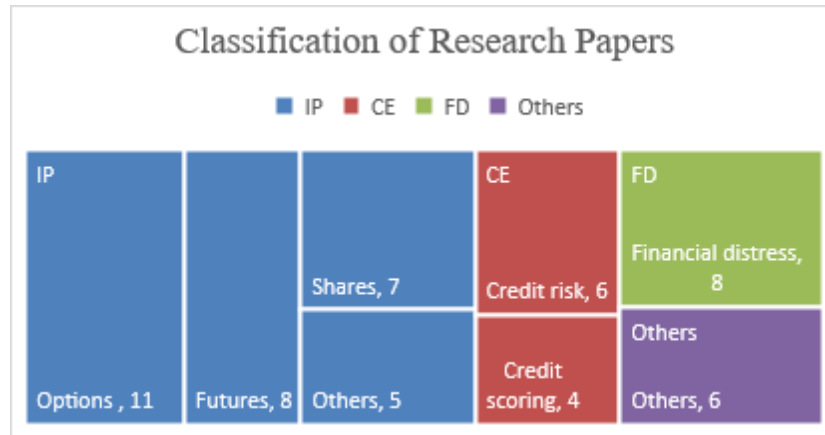 Classification of Research Papers
IP CE FD Others
IP
Options , 11
Futures, 8
Shares, 7
Others, 5
CE
Credit risk, 6
Credit
scoring, 4
FD
Financial distress,
8
Others
Others, 6